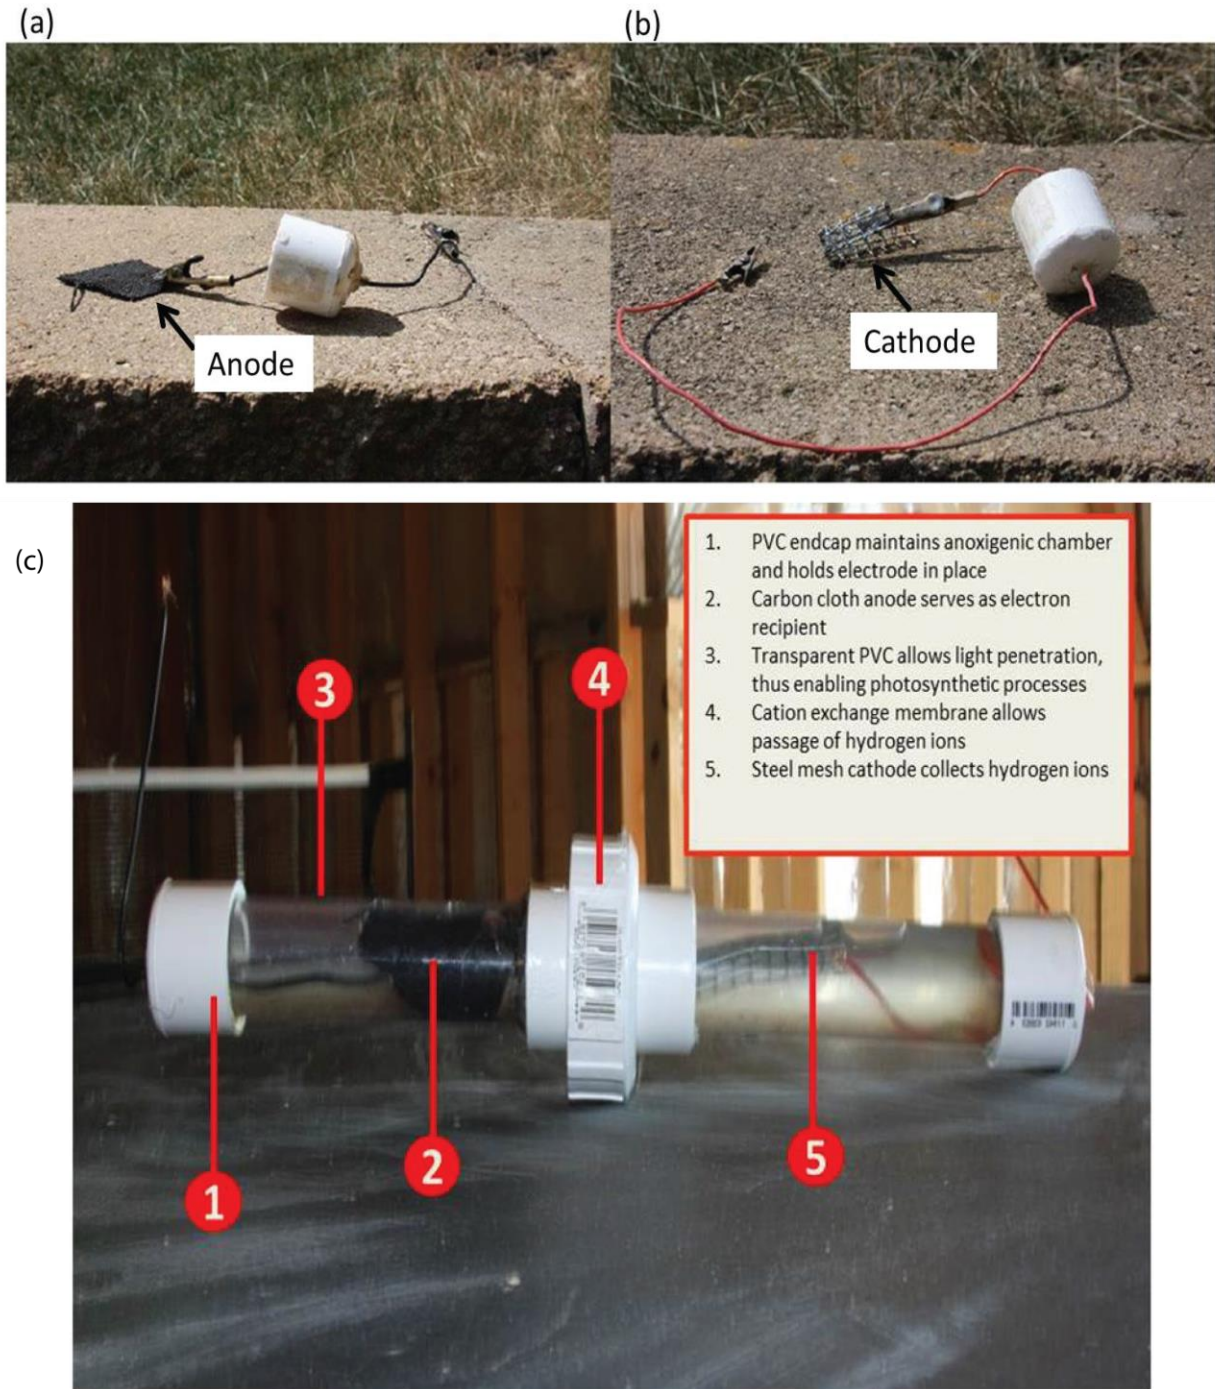 (a)
(b)
Anode
Cathode
(c)
1. PVC endcap maintains anoxigenic chamber
and holds electrode in place
2. Carbon cloth anode serves as electron
recipient
3. Transparent PVC allows light penetration,
thus enabling photosynthetic processes
4. Cation exchange membrane allows
passage of hydrogen ions
5. Steel mesh cathode collects hydrogen ions
3
4
1
2
5